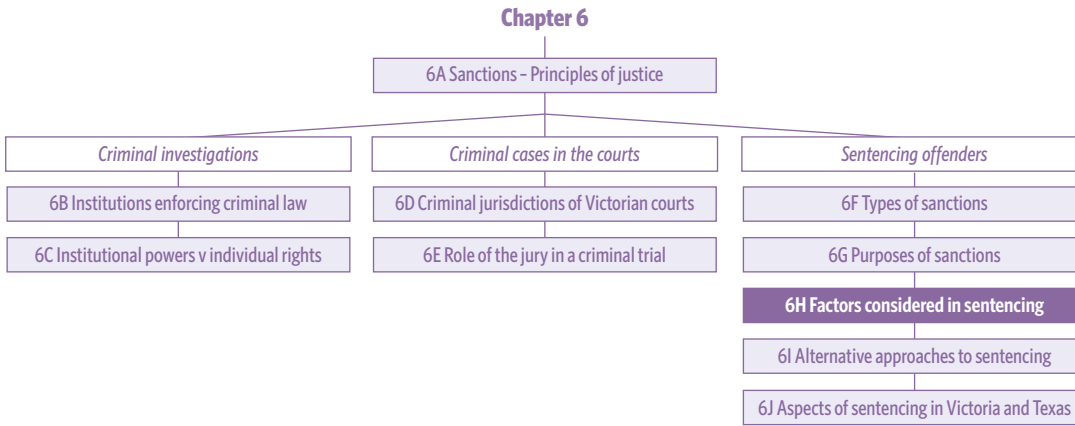 Chapter 6
6A Sanctions – Principles of justice
Criminal investigations
6B Institutions enforcing criminal law
6C Institutional powers v individual rights
Criminal cases in the courts
6D Criminal jurisdictions of Victorian courts
6E Role of the jury in a criminal trial
Sentencing offenders
6F Types of sanctions
6G Purposes of sanctions
6H Factors considered in sentencing
6I Alternative approaches to sentencing
6J Aspects of sentencing in Victoria and Texas